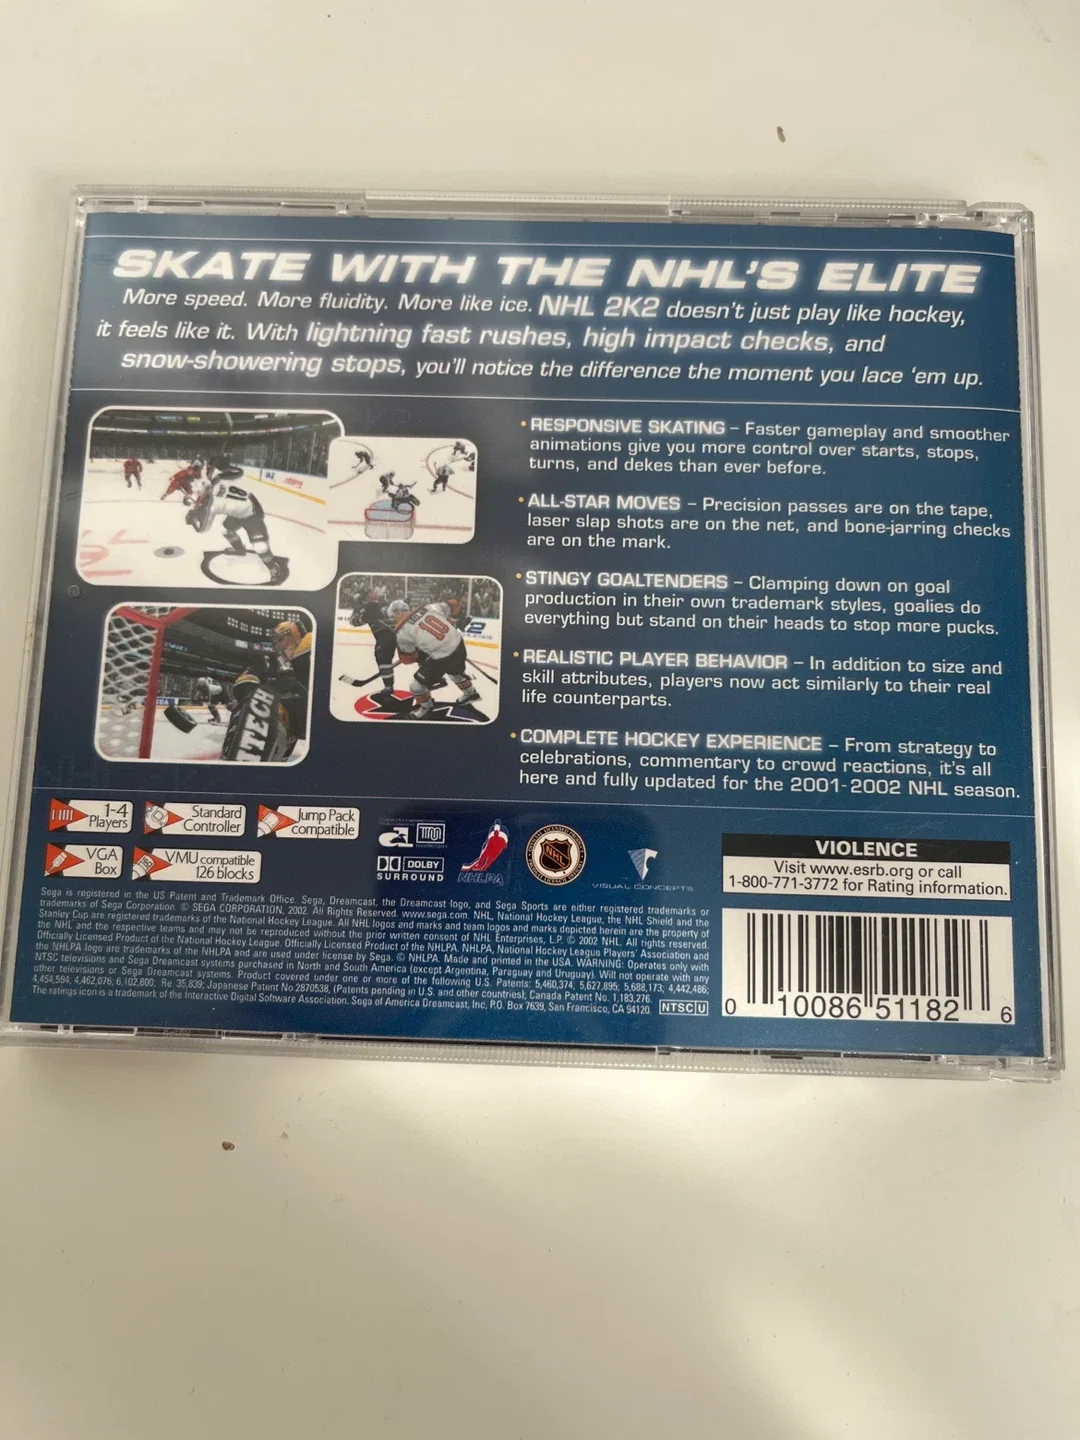 SKATE WITH THE NHL'S ELITE
More speed. More fluidity. More like ice. NHL 2K2 doesn't just play like hockey,
it feels like it. With lightning fast rushes, high impact checks, and
snow-showering stops, you'll notice the difference the moment you lace 'em up.
• RESPONSIVE SKATING – Faster gameplay and smoother
animations give you more control over starts, stops,
turns, and dekes than ever before.
• ALL-STAR MOVES – Precision passes are on the tape,
laser slap shots are on the net, and bone-jarring checks
are on the mark.
• STINGY GOALTENDERS – Clamping down on goal
production in their own trademark styles, goalies do
everything but stand on their heads to stop more pucks.
• REALISTIC PLAYER BEHAVIOR – In addition to size and
skill attributes, players now act similarly to their real
life counterparts.
• COMPLETE HOCKEY EXPERIENCE – From strategy to
celebrations, commentary to crowd reactions, it's all
here and fully updated for the 2001-2002 NHL season.
18
10
1-4
Players
Standard
Controller
Jump Pack
compatible
VGA
Box
VMU compatible
126 blocks
DOLBY
SURROUND
NHLPA
NHL
VISUAL CONCEPTS
VIOLENCE
Visit www.esrb.org or call
1-800-771-3772 for Rating information.
Sega is registered in the US Patent and Trademark Office. Sega, Dreamcast, the Dreamcast logo, and Sega Sports are either registered trademarks or
trademarks of Sega Corporation. © SEGA CORPORATION, 2002. All Rights Reserved. www.sega.com. NHL, National Hockey League, the NHL Shield and the
Stanley Cup are registered trademarks of the National Hockey League. All NHL logos and marks and team logos and marks depicted herein are the property of
the NHL and the respective teams and may not be reproduced without the prior written consent of NHL Enterprises, L.P. © 2002 NHL. All rights reserved.
Officially Licensed Product of the National Hockey League. Officially Licensed Product of the NHLPA. NHLPA, National Hockey League Players' Association and
the NHLPA logo are trademarks of the NHLPA and are used under license by Sega. © NHLPA. Made and printed in the USA. WARNING: Operates only with
NTSC televisions and Sega Dreamcast systems purchased in North and South America (except Argentina, Paraguay and Uruguay). Will not operate with any
other televisions or Sega Dreamcast systems. Product covered under one or more of the following U.S. Patents: 5,460,374; 5,627,895; 5,688,173; 4,442,486;
4,454,594; 4,462,076; 6,102,800; Re. 35,839; Japanese Patent No.2870538, (Patents pending in U.S. and other countries); Canada Patent No. 1,183,276.
The ratings icon is a trademark of the Interactive Digital Software Association. Sega of America Dreamcast, Inc, P.O. Box 7639, San Francisco, CA 94120.
NTSC U
0 10086 51182 6